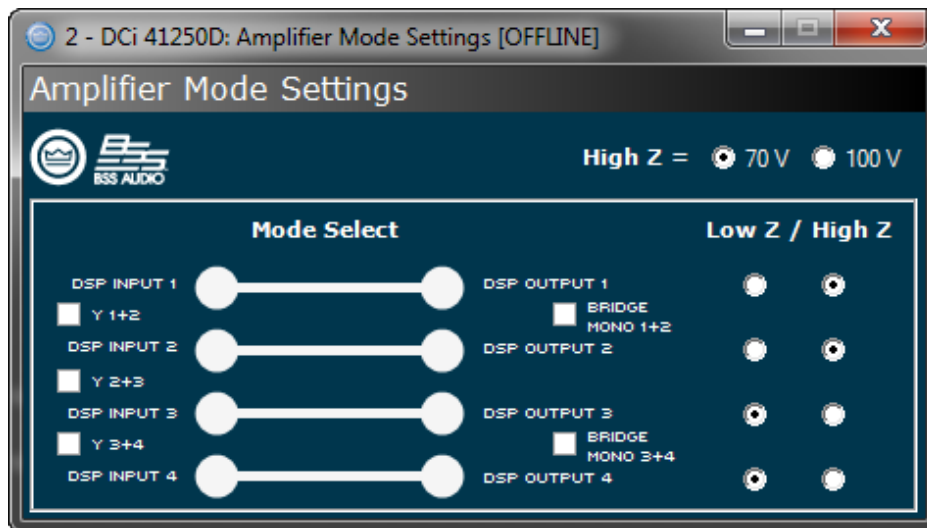 2 - DCi 41250D: Amplifier Mode Settings [OFFLINE]
Amplifier Mode Settings
BSS AUDIO
High Z = 70 V 100 V
Mode Select Low Z / High Z
DSP INPUT 1 DSP OUTPUT 1
Y 1+2 BRIDGE
MONO 1+2
DSP INPUT 2 DSP OUTPUT 2
Y 2+3
DSP INPUT 3 DSP OUTPUT 3
Y 3+4 BRIDGE
MONO 3+4
DSP INPUT 4 DSP OUTPUT 4